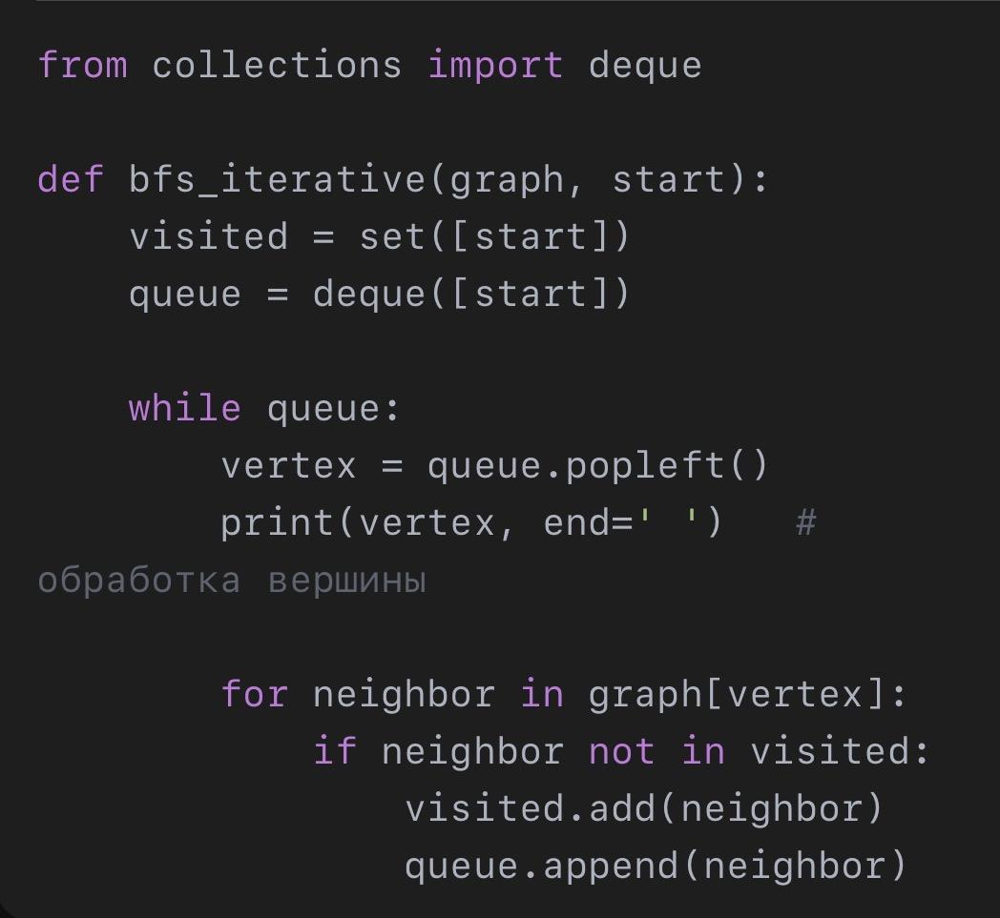 from collections import deque
def bfs_iterative(graph, start):
    visited = set([start])
    queue = deque([start])
    while queue:
        vertex = queue.popleft()
        print(vertex, end=' ')   #
обработка вершины
        for neighbor in graph[vertex]:
            if neighbor not in visited:
                visited.add(neighbor)
                queue.append(neighbor)